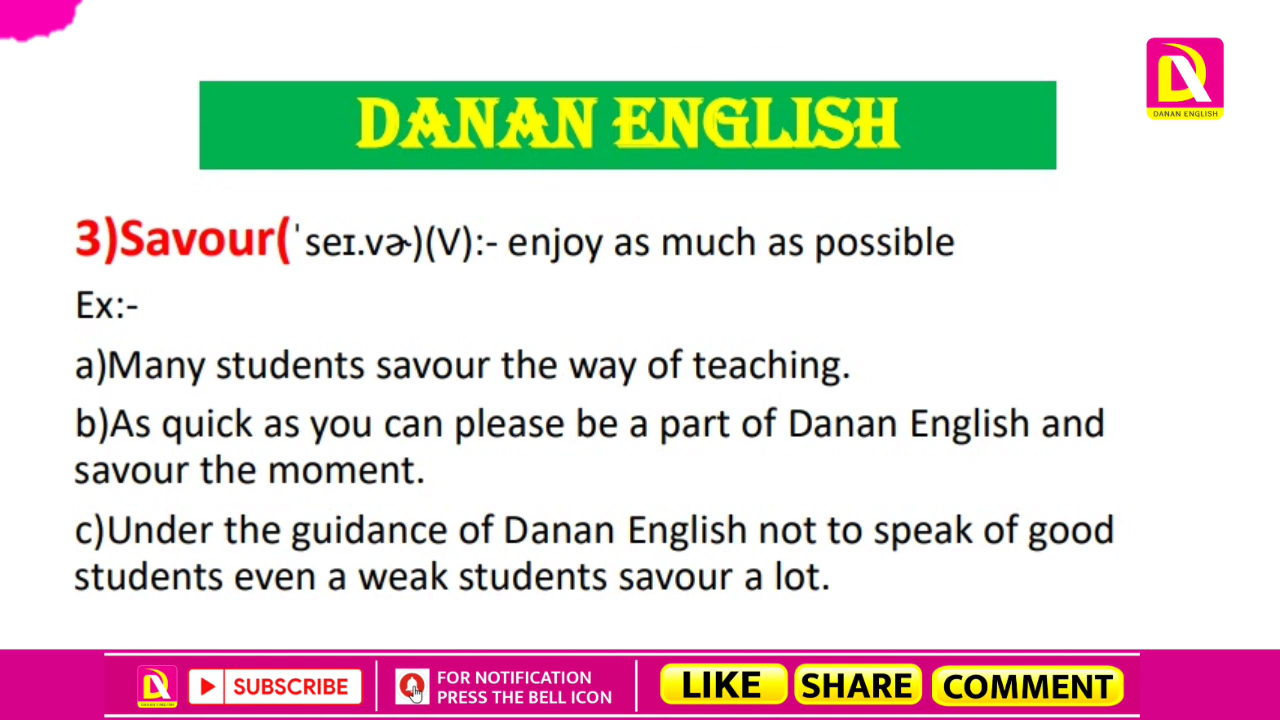 DANAN ENGLISH
DANAN ENGLISH
3)Savour(ˈseɪ.vɚ)(V):- enjoy as much as possible
Ex:-
a)Many students savour the way of teaching.
b)As quick as you can please be a part of Danan English and
savour the moment.
c)Under the guidance of Danan English not to speak of good
students even a weak students savour a lot.
DANAN ENGLISH
SUBSCRIBE
FOR NOTIFICATION
PRESS THE BELL ICON
LIKE
SHARE
COMMENT